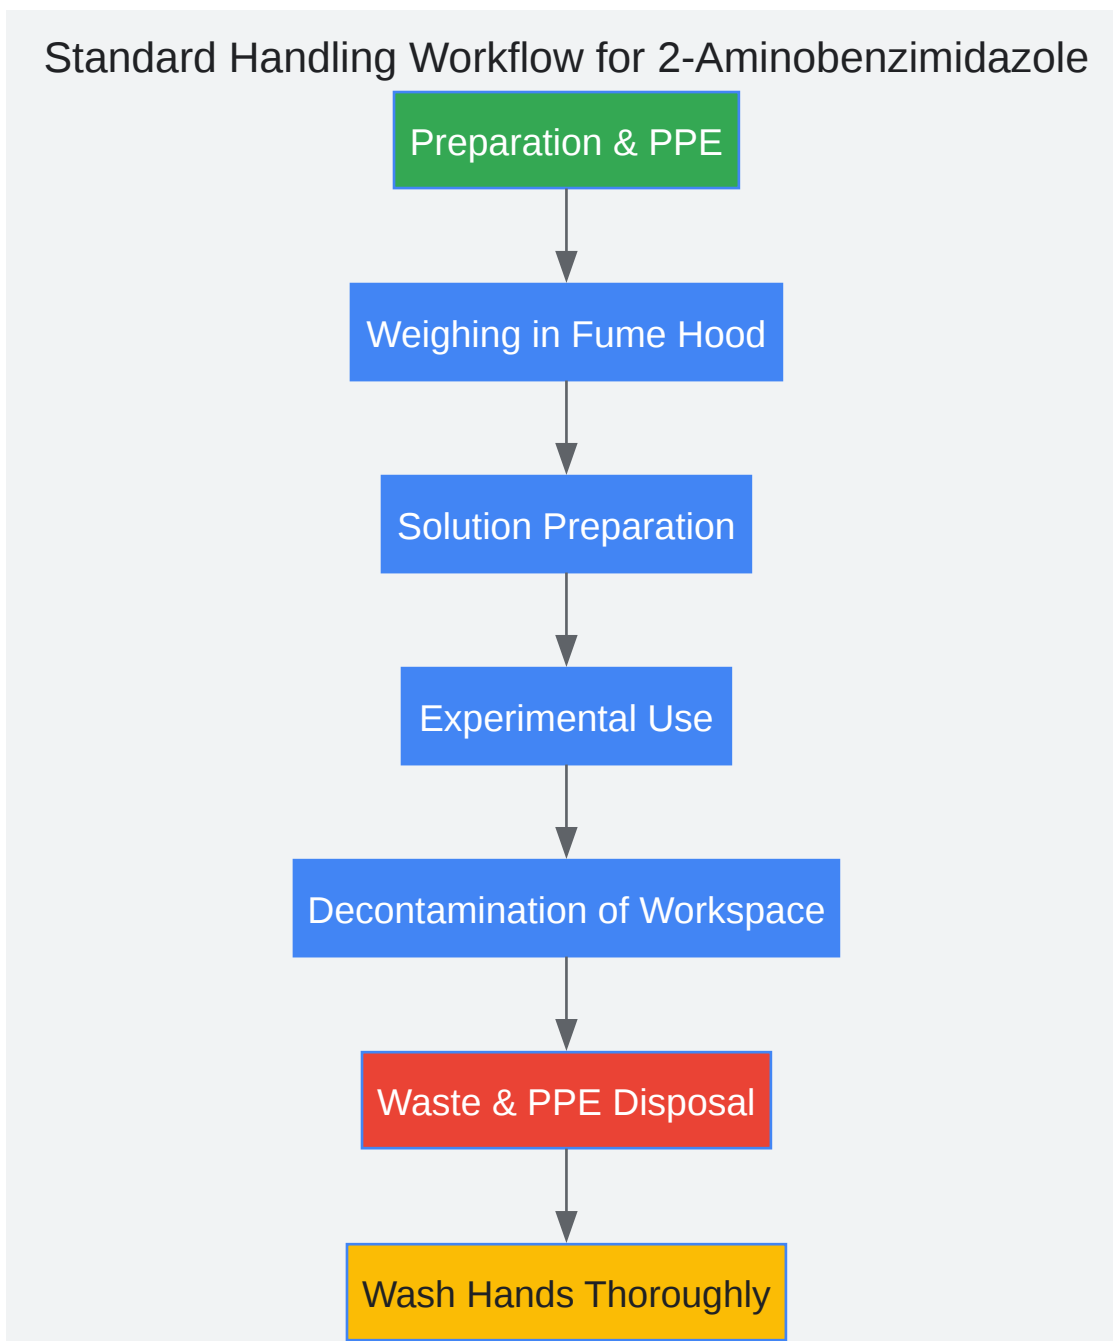 Standard Handling Workflow for 2-Aminobenzimidazole
Preparation & PPE
Weighing in Fume Hood
Solution Preparation
Experimental Use
Decontamination of Workspace
Waste & PPE Disposal
Wash Hands Thoroughly